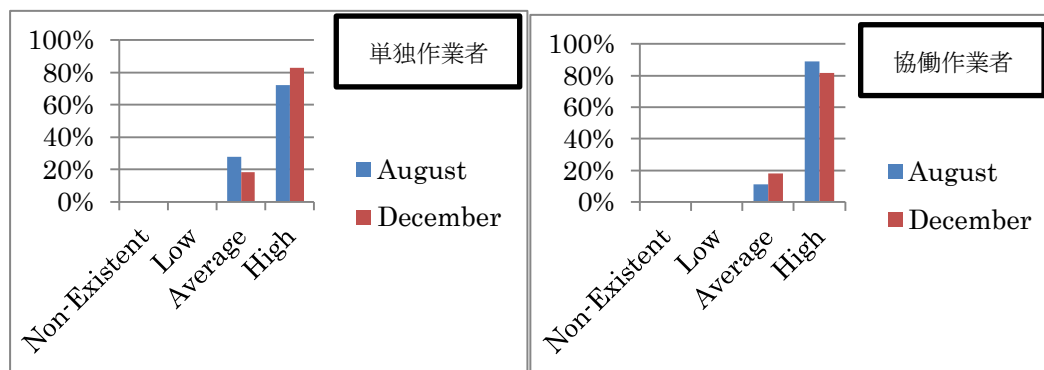 100%
80%
60%
40%
20%
0%
Non-Existent
Low
Average
High
単独作業者
August
December
100%
80%
60%
40%
20%
0%
Non-Existent
Low
Average
High
協働作業者
August
December